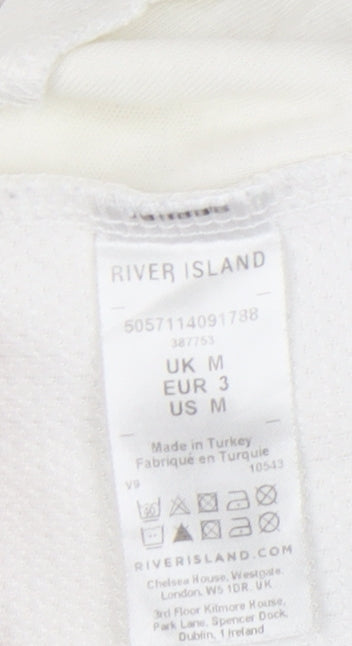 RIVER ISLAND
5057114091788
387753
UK M
EUR 3
US M
Made in Turkey
Fabriqué en Turquie
10543
V9
RIVERISLAND.COM
Chelsea House, Westgate,
London, W5 1DR. UK
3rd Floor Kilmore House,
Park Lane, Spencer Dock,
Dublin, 1 Ireland